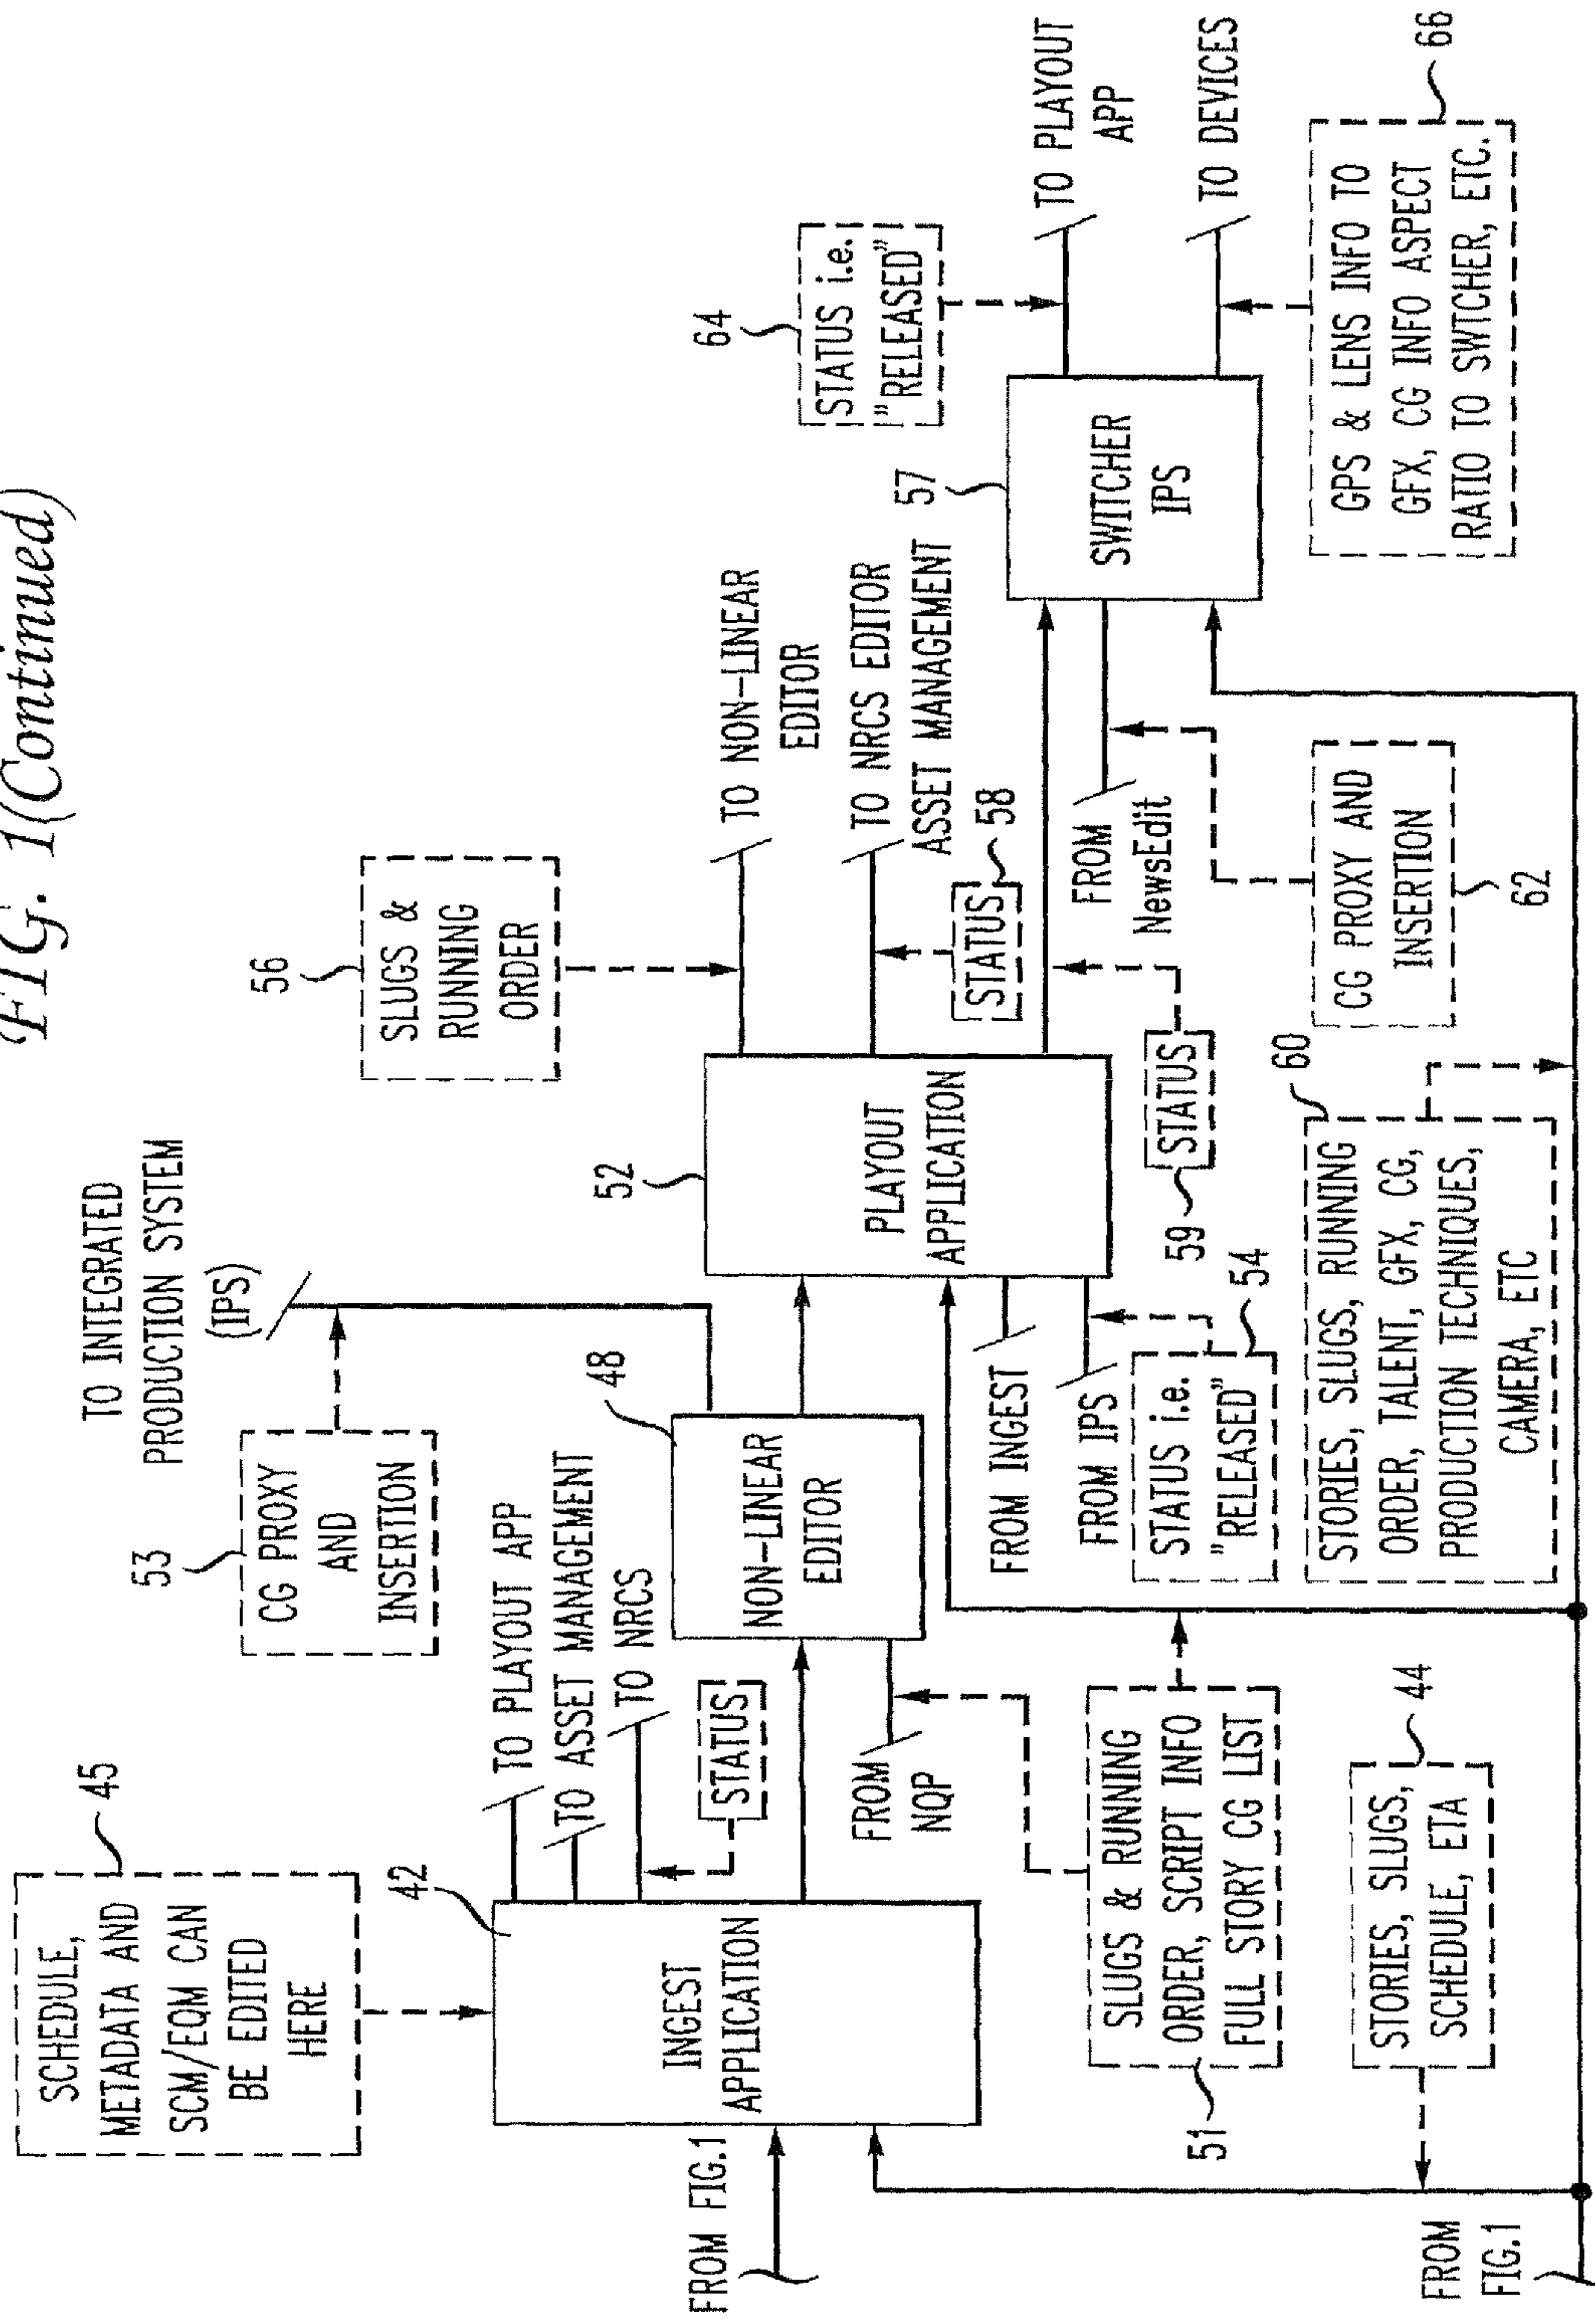 FIG. 1(Continued)
SCHEDULE,
METADATA AND
SCM/EQM CAN
BE EDITED
HERE
45
42
INGEST
APPLICATION
FROM FIG.1
TO PLAYOUT APP
TO ASSET MANAGEMENT
TO NRCS
STATUS
FROM
NQP
53
CG PROXY
AND
INSERTION
TO INTEGRATED
PRODUCTION SYSTEM
(IPS)
48
NON-LINEAR
EDITOR
51
SLUGS & RUNNING
ORDER, SCRIPT INFO
FULL STORY CG LIST
44
STORIES, SLUGS,
SCHEDULE, ETA
FROM
FIG.1
52
PLAYOUT
APPLICATION
FROM INGEST
FROM IPS
STATUS i.e.
"RELEASED"
54
56
SLUGS &
RUNNING
ORDER
TO NON-LINEAR
EDITOR
TO NRCS EDITOR
ASSET MANAGEMENT
STATUS
58
59
STATUS
60
STORIES, SLUGS, RUNNING
ORDER, TALENT, GFX, CG,
PRODUCTION TECHNIQUES,
CAMERA, ETC
FROM
NewsEdit
CG PROXY AND
INSERTION
62
57
SWITCHER
IPS
64
STATUS i.e.
"RELEASED"
TO PLAYOUT
APP
TO DEVICES
GPS & LENS INFO TO
GFX, CG INFO ASPECT
RATIO TO SWTCHER, ETC.
66